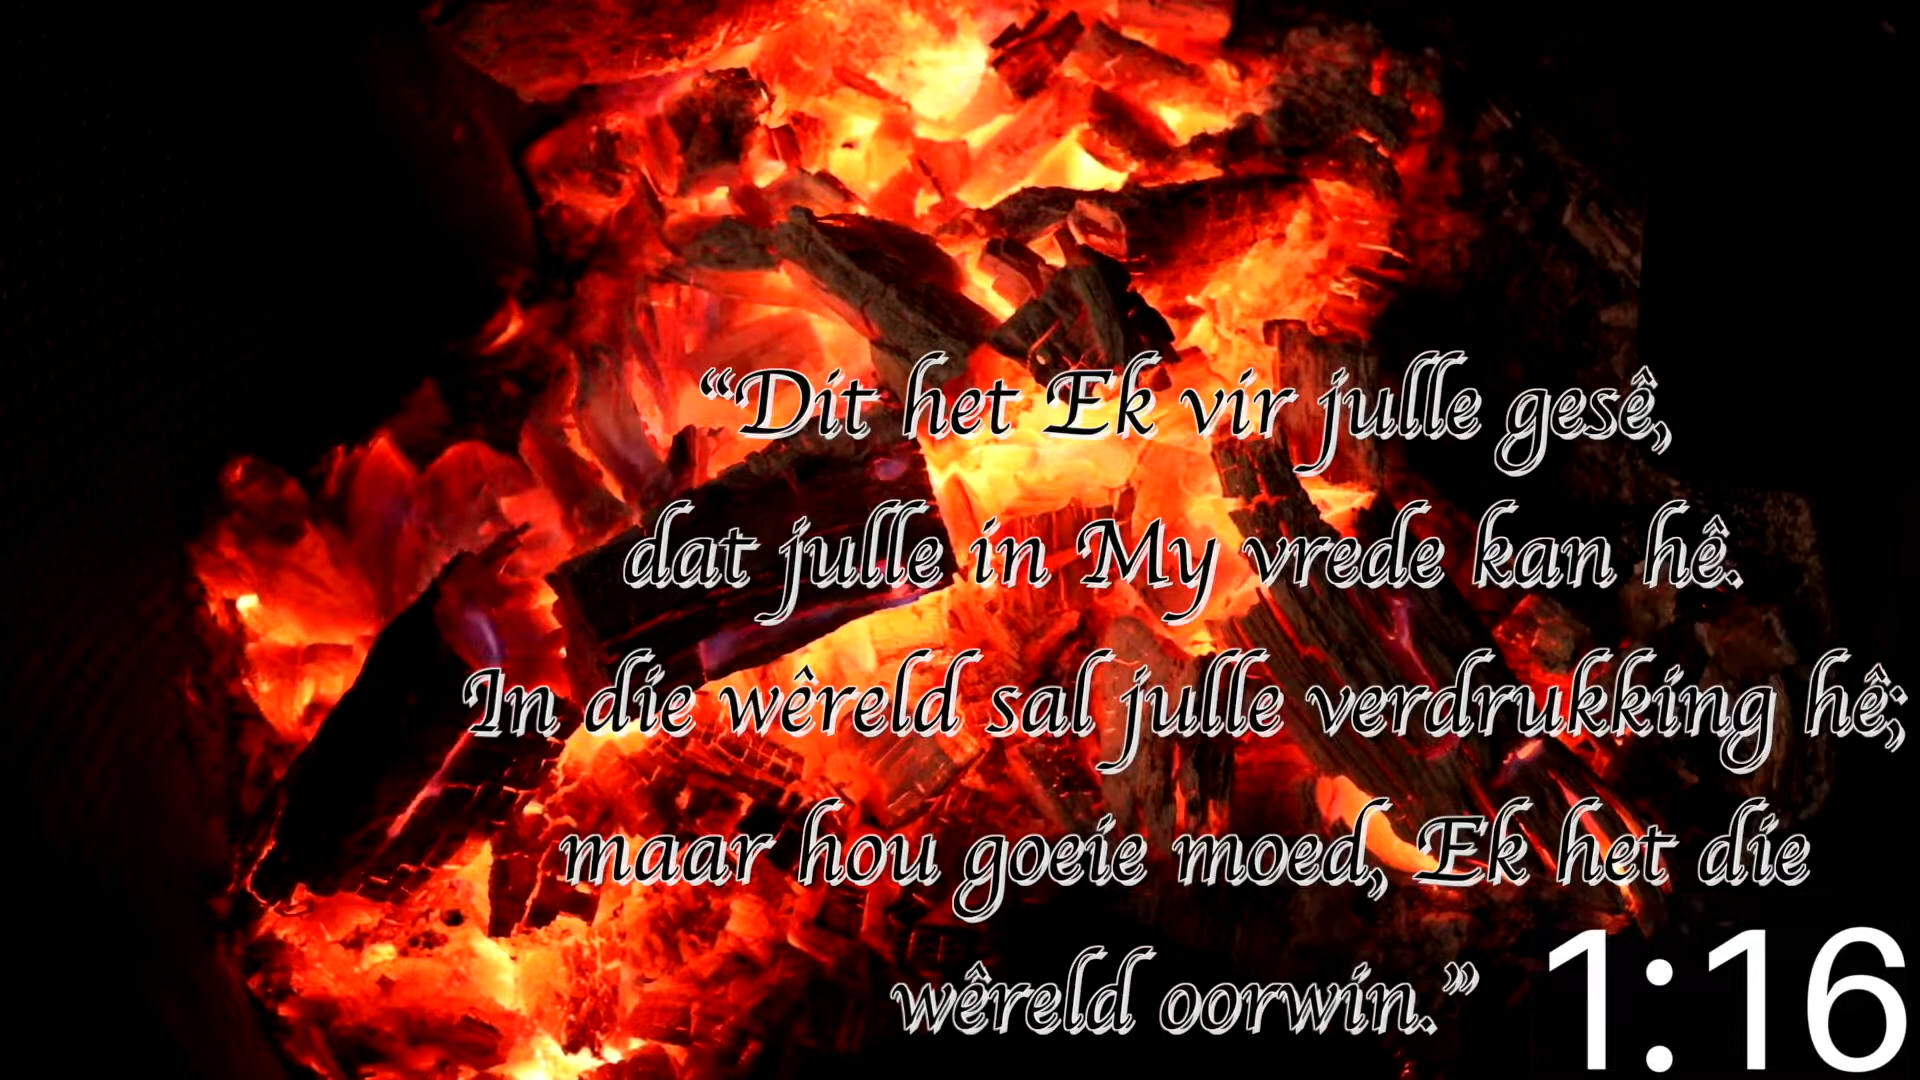 “Dit het Ek vir julle gesê,
dat julle in My vrede kan hê.
In die wêreld sal julle verdrukking hê;
maar hou goeie moed, Ek het die
wêreld oorwin.”
1:16